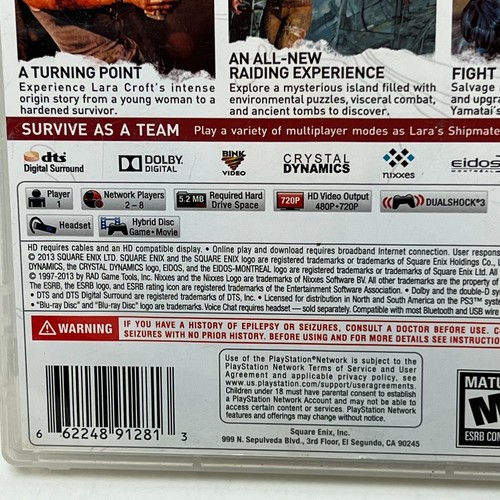 A TURNING POINT
Experience Lara Croft's intense
origin story from a young woman to a
hardened survivor.
AN ALL-NEW
RAIDING EXPERIENCE
Explore a mysterious island filled with
environmental puzzles, visceral combat,
and ancient tombs to discover.
FIGHT
Salvage
and upgra
Yamatai's
SURVIVE AS A TEAM Play a variety of multiplayer modes as Lara's Shipmate
dts
Digital Surround
DOLBY
DIGITAL
BINK
VIDEO
CRYSTAL
DYNAMICS
nixxes
eidos
Player
1
Network Players
2 – 8
5.2 MB
Required Hard
Drive Space
720P
HD Video Output
480P•720P
DUALSHOCK®3
Headset
Hybrid Disc
Game•Movie
HD requires cables and an HD compatible display. • Online play and download requires broadband Internet connection. User respons
© 2013 SQUARE ENIX LTD. SQUARE ENIX and the SQUARE ENIX logo are registered trademarks or trademarks of Square Enix Holdings Co., L
DYNAMICS, the CRYSTAL DYNAMICS logo, EIDOS, and the EIDOS-MONTREAL logo are registered trademarks or trademarks of Square Enix Ltd. All
© 1997-2013 by RAD Game Tools, Inc. Nixxes and the Nixxes Logo are trademarks of Nixxes Software BV. All other trademarks are the property of
The ESRB, the ESRB logo, and ESRB rating icon are registered trademarks of the Entertainment Software Association. • Dolby and the double-D sy
• DTS and DTS Digital Surround are registered trademarks of DTS, Inc. • Licensed for distribution in North and South America on the PS3™ syst
• "Blu-ray Disc" and "Blu-ray Disc" logo are trademarks. Voice Chat requires headset — sold separately. Compatible with most Bluetooth and USB wire
WARNING
IF YOU HAVE A HISTORY OF EPILEPSY OR SEIZURES, CONSULT A DOCTOR BEFORE USE. C
SEIZURES WITH NO PRIOR HISTORY. BEFORE USING AND FOR MORE DETAILS SEE INSTRUCTIO
Use of the PlayStation®Network is subject to the
PlayStation Network Terms of Service and User
Agreement and applicable privacy policy, see
www.us.playstation.com/support/useragreements.
Children under 18 must have parental consent to establish
a PlayStation Network Account and may not be able to
access certain content or services. PlayStation Network
features and offerings may change without notice.
Square Enix, Inc.
999 N. Sepulveda Blvd., 3rd Floor, El Segundo, CA 90245
6 62248 91281 3
MATU
M
ESRB CON